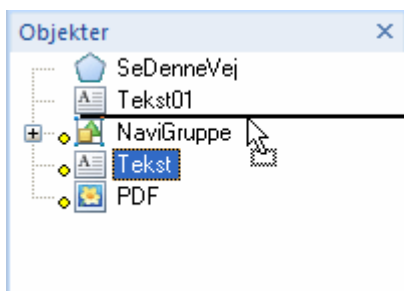 Objekter
SeDenneVej
Tekst01
NaviGruppe
Tekst
PDF